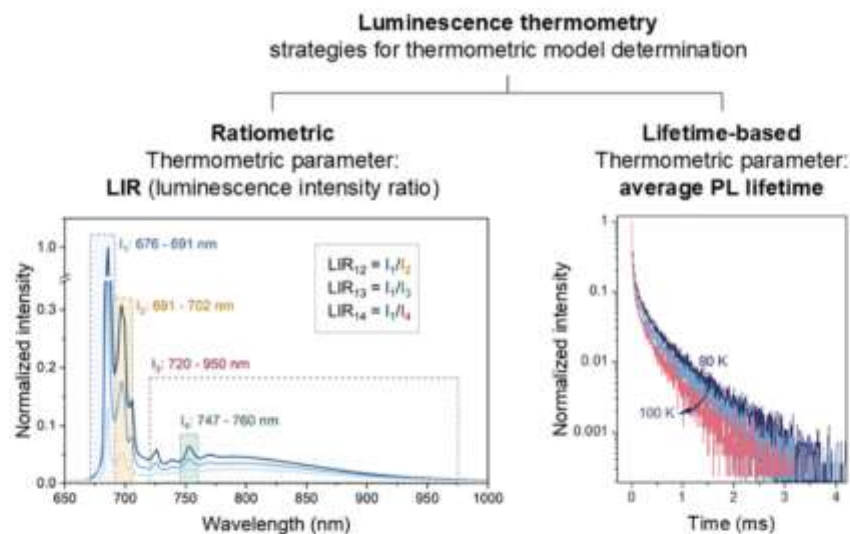 Luminescence thermometry
strategies for thermometric model determination
Ratiometric
Thermometric parameter:
LIR (luminescence intensity ratio)
Normalized intensity
1.0
0.3
0.2
0.1
0.0
I₁: 676 - 691 nm
I₂: 691 - 702 nm
I₃: 720 - 950 nm
I₄: 747 - 760 nm
LIR₁₂ = I₁/I₂
LIR₁₃ = I₁/I₃
LIR₁₄ = I₁/I₄
650 700 750 800 850 900 950 1000
Wavelength (nm)
Lifetime-based
Thermometric parameter:
average PL lifetime
Normalized intensity
1
0.1
0.01
0.001
80 K
100 K
0 1 2 3 4
Time (ms)